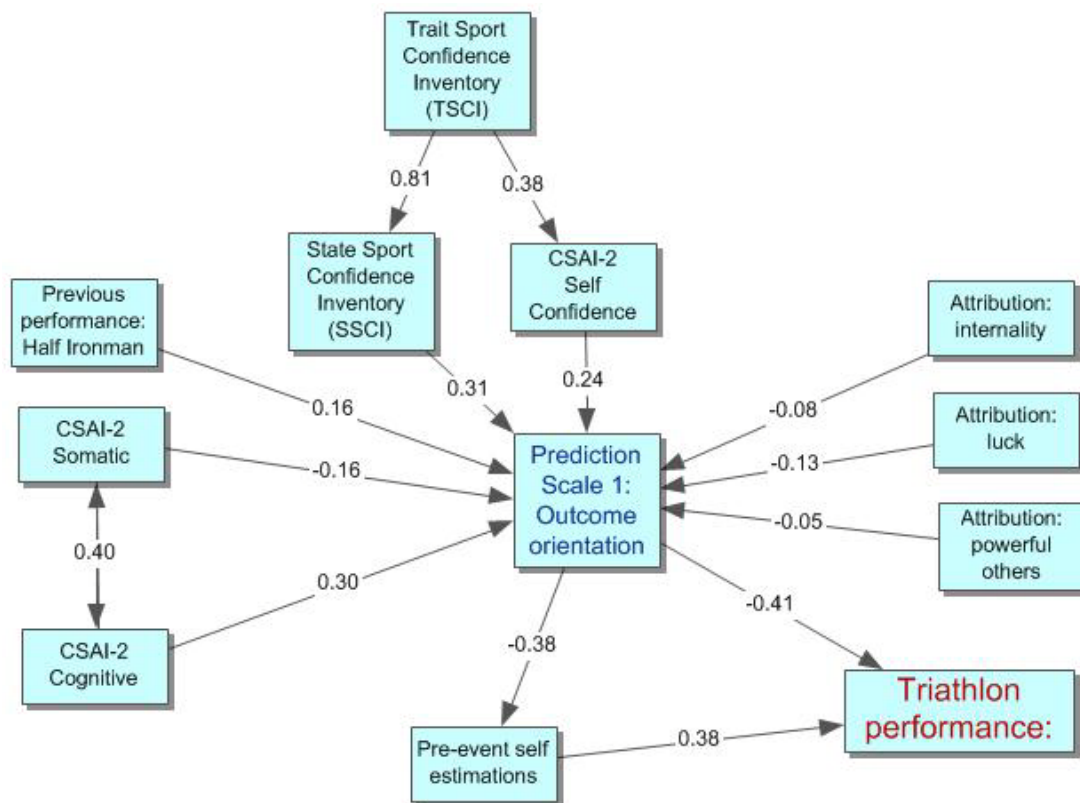 Trait Sport
Confidence
Inventory
(TSCI)
0.81
0.38
State Sport
Confidence
Inventory
(SSCI)
CSAI-2
Self
Confidence
Previous
performance:
Half Ironman
Attribution:
internality
0.31
0.24
0.16
-0.08
CSAI-2
Somatic
Attribution:
luck
-0.16
-0.13
Prediction
Scale 1:
Outcome
orientation
Attribution:
powerful
others
-0.05
0.40
0.30
-0.41
CSAI-2
Cognitive
-0.38
Triathlon
performance:
Pre-event self
estimations
0.38